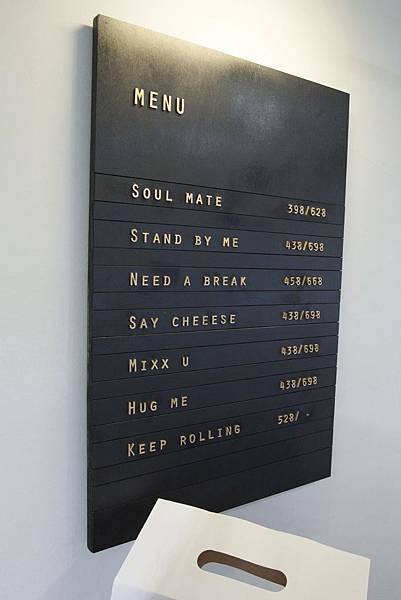 MENU
SOUL MATE 398/628
STAND BY ME 438/698
NEED A BREAK 458/668
SAY CHEEESE 438/698
MIXX U 438/698
HUG ME 438/698
KEEP ROLLING 528/ -